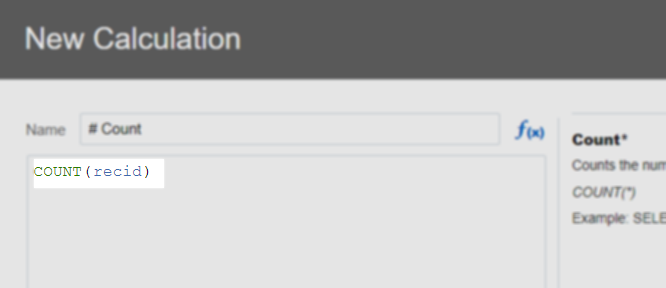 New Calculation
Name
# Count
f(x)
COUNT(recid)
Count*
Counts the num
COUNT(*)
Example: SELE